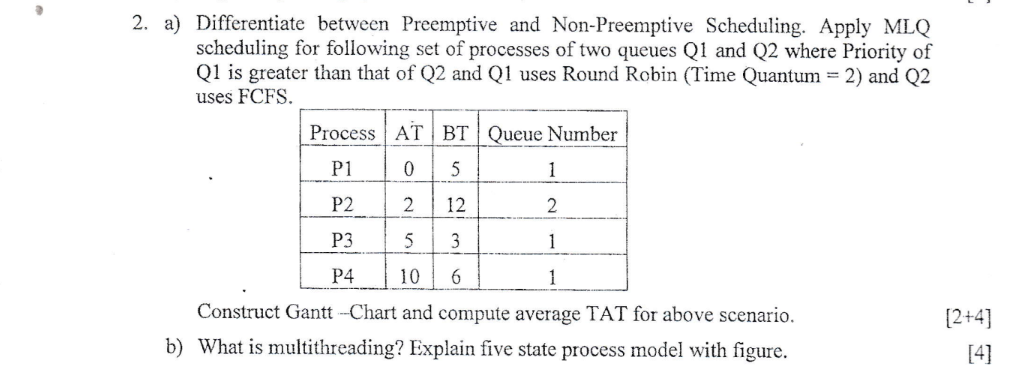 2. a) Differentiate between Preemptive and Non-Preemptive Scheduling. Apply MLQ
scheduling for following set of processes of two queues Q1 and Q2 where Priority of
Q1 is greater than that of Q2 and Q1 uses Round Robin (Time Quantum = 2) and Q2
uses FCFS.
Process AT BT Queue Number
P1 0 5 1
P2 2 12 2
P3 5 3 1
P4 10 6 1
Construct Gantt –Chart and compute average TAT for above scenario. [2+4]
b) What is multithreading? Explain five state process model with figure. [4]